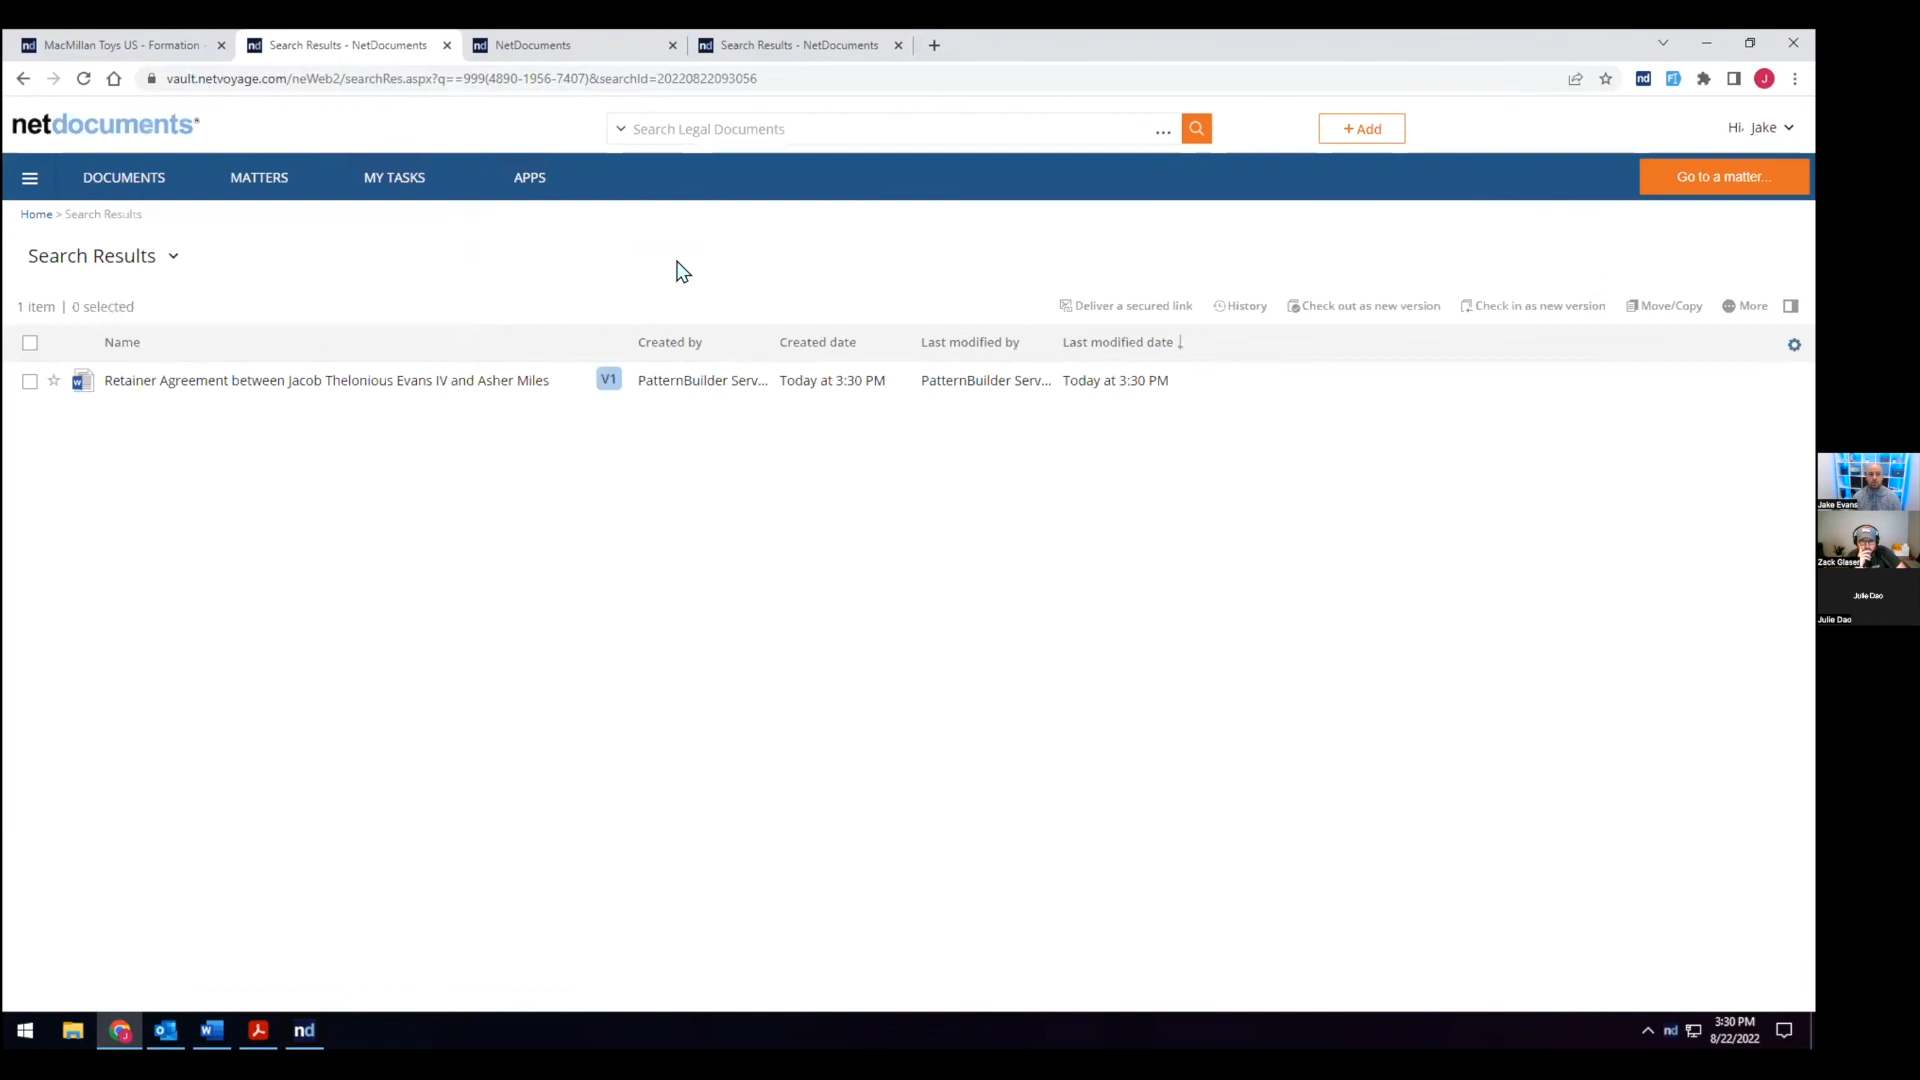 MacMillan Toys US - Formation
Search Results - NetDocuments
NetDocuments
Search Results - NetDocuments
vault.netvoyage.com/neWeb2/searchRes.aspx?q==999(4890-1956-7407)&searchId=20220822093056
nd
FI
J
netdocuments®
Search Legal Documents
...
+ Add
Hi, Jake
DOCUMENTS
MATTERS
MY TASKS
APPS
Go to a matter...
Home > Search Results
Search Results
1 item | 0 selected
Deliver a secured link
History
Check out as new version
Check in as new version
Move/Copy
More
Name
Created by
Created date
Last modified by
Last modified date
Retainer Agreement between Jacob Thelonious Evans IV and Asher Miles
V1
PatternBuilder Serv...
Today at 3:30 PM
PatternBuilder Serv...
Today at 3:30 PM
Jake Evans
Zack Glaser
Julie Dao
Julie Dao
nd
nd
3:30 PM
8/22/2022